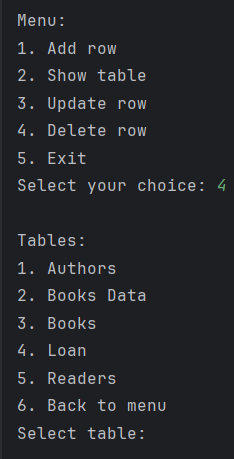 Menu:
1. Add row
2. Show table
3. Update row
4. Delete row
5. Exit
Select your choice: 4
Tables:
1. Authors
2. Books Data
3. Books
4. Loan
5. Readers
6. Back to menu
Select table: